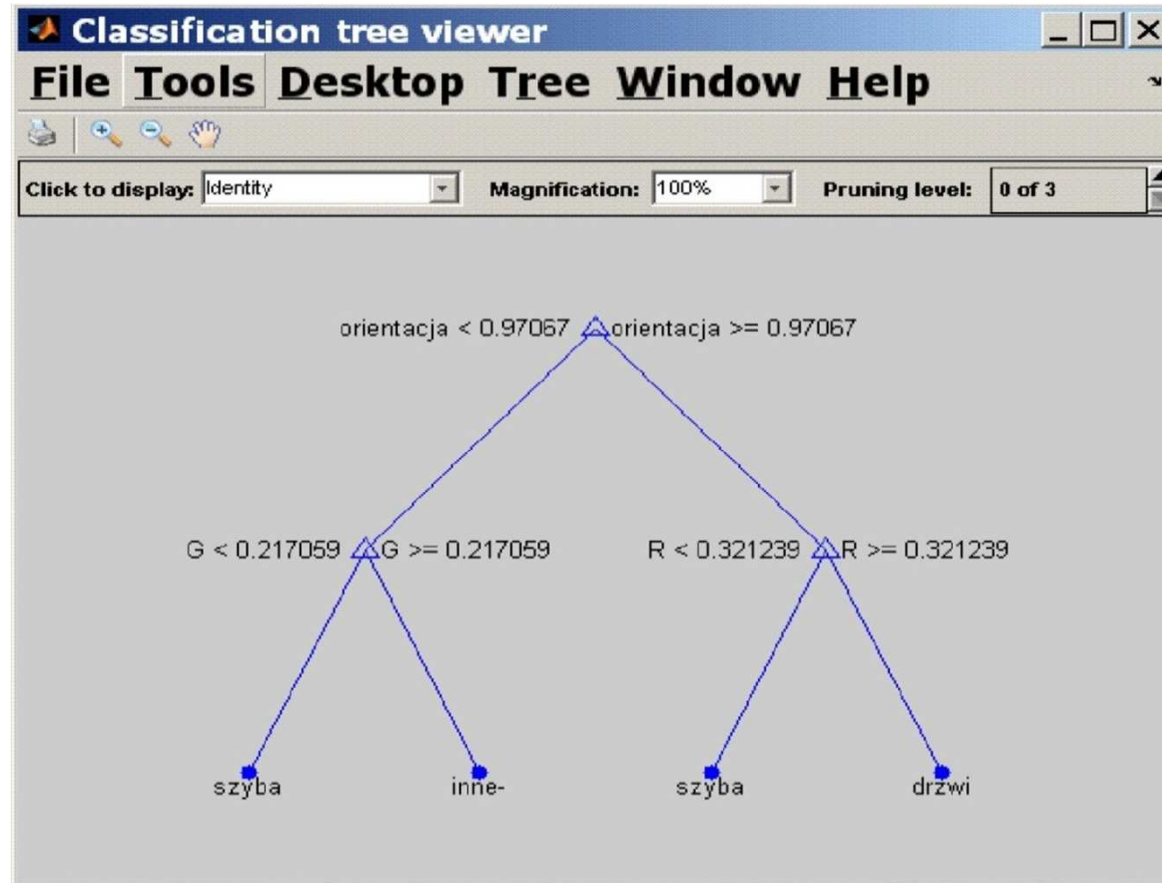 Classification tree viewer
File Tools Desktop Tree Window Help
Click to display: Identity Magnification: 100% Pruning level: 0 of 3
orientacja < 0.97067 orientacja >= 0.97067
G < 0.217059 G >= 0.217059 R < 0.321239 R >= 0.321239
szyba inne- szyba drzwi